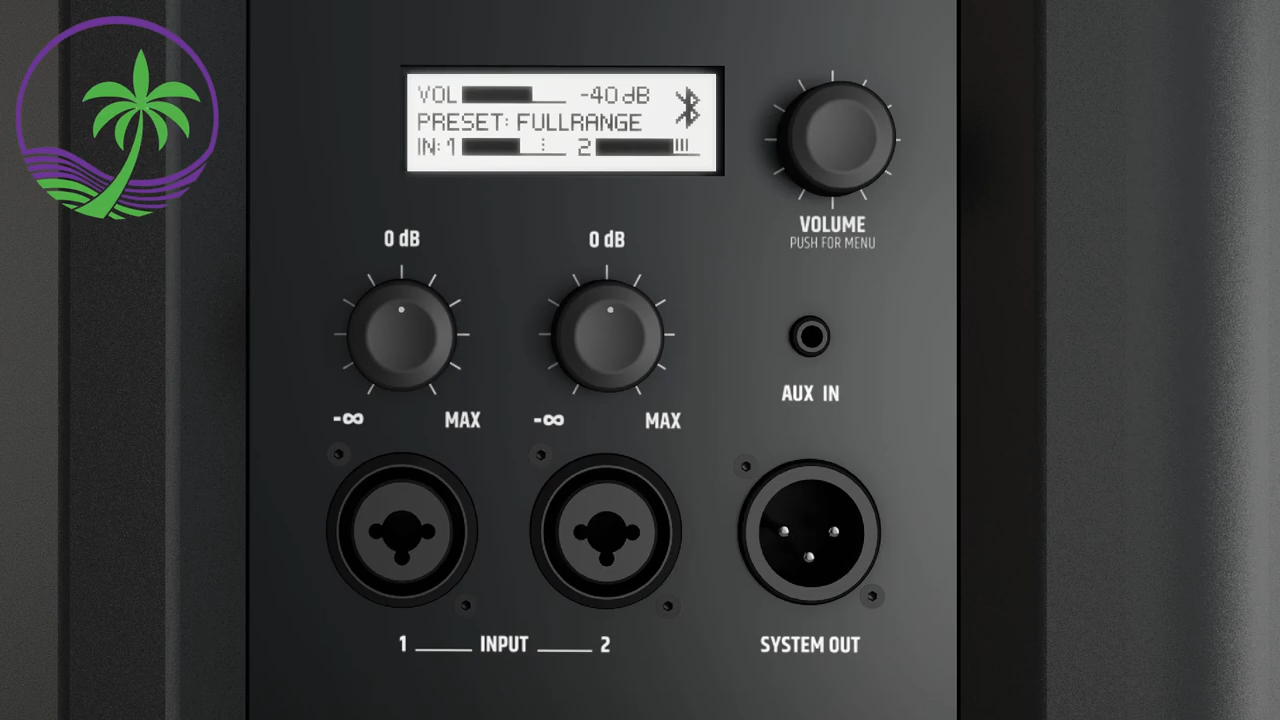 VOL -40 dB
PRESET: FULLRANGE
IN: 1 2
VOLUME
PUSH FOR MENU
0 dB 0 dB
-∞ MAX -∞ MAX
AUX IN
1 INPUT 2
SYSTEM OUT